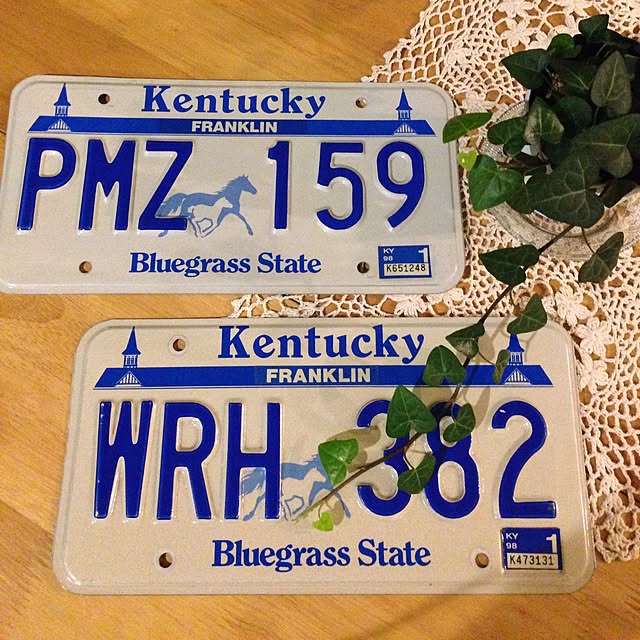 Kentucky
FRANKLIN
PMZ 159
Bluegrass State
KY 98 1
K651248
Kentucky
FRANKLIN
WRH 382
Bluegrass State
KY 98 1
K473131